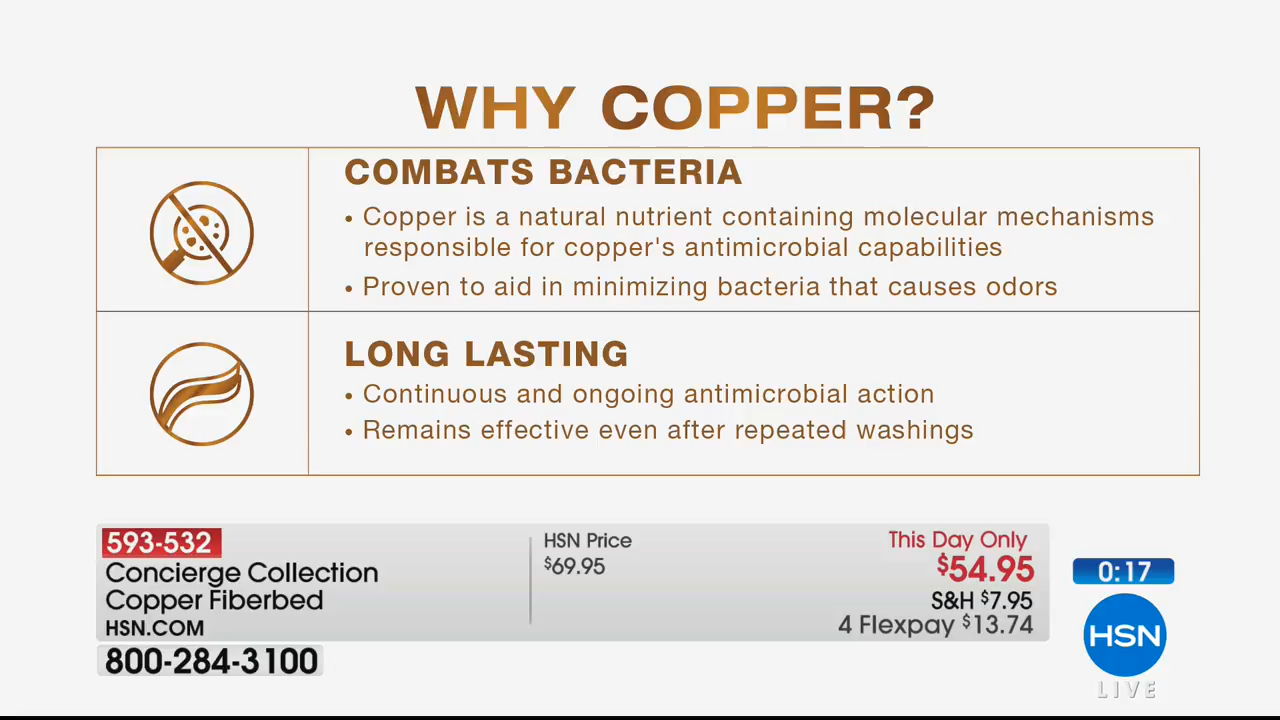 WHY COPPER?
COMBATS BACTERIA
• Copper is a natural nutrient containing molecular mechanisms
responsible for copper's antimicrobial capabilities
• Proven to aid in minimizing bacteria that causes odors
LONG LASTING
• Continuous and ongoing antimicrobial action
• Remains effective even after repeated washings
593-532
Concierge Collection
Copper Fiberbed
HSN.COM
800-284-3100
HSN Price
$69.95
This Day Only
$54.95
S&H $7.95
4 Flexpay $13.74
0:17
HSN
LIVE